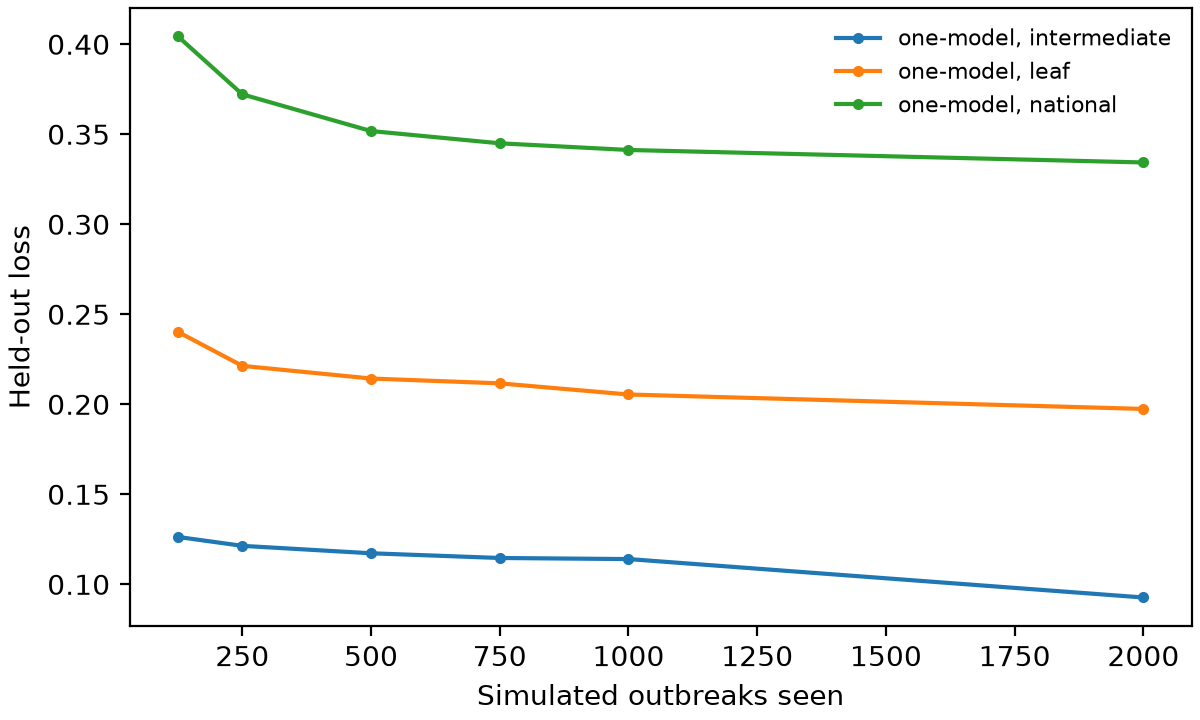 0.40
0.35
0.30
0.25
0.20
0.15
0.10
Held-out loss
one-model, intermediate
one-model, leaf
one-model, national
250 500 750 1000 1250 1500 1750 2000
Simulated outbreaks seen